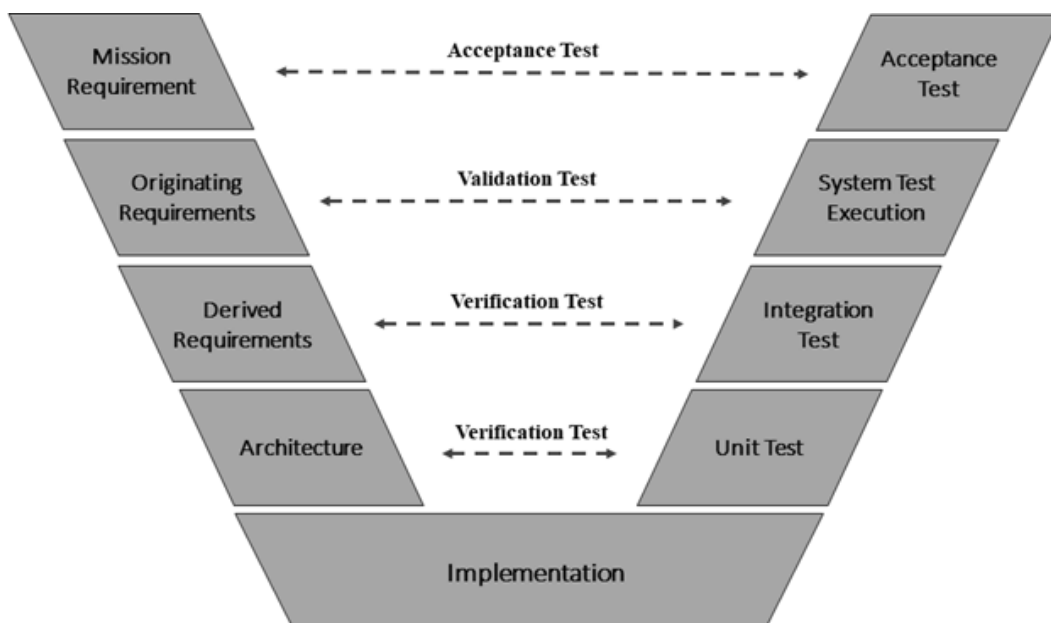 Mission
Requirement
Acceptance Test
Acceptance
Test
Originating
Requirements
Validation Test
System Test
Execution
Derived
Requirements
Verification Test
Integration
Test
Architecture
Verification Test
Unit Test
Implementation